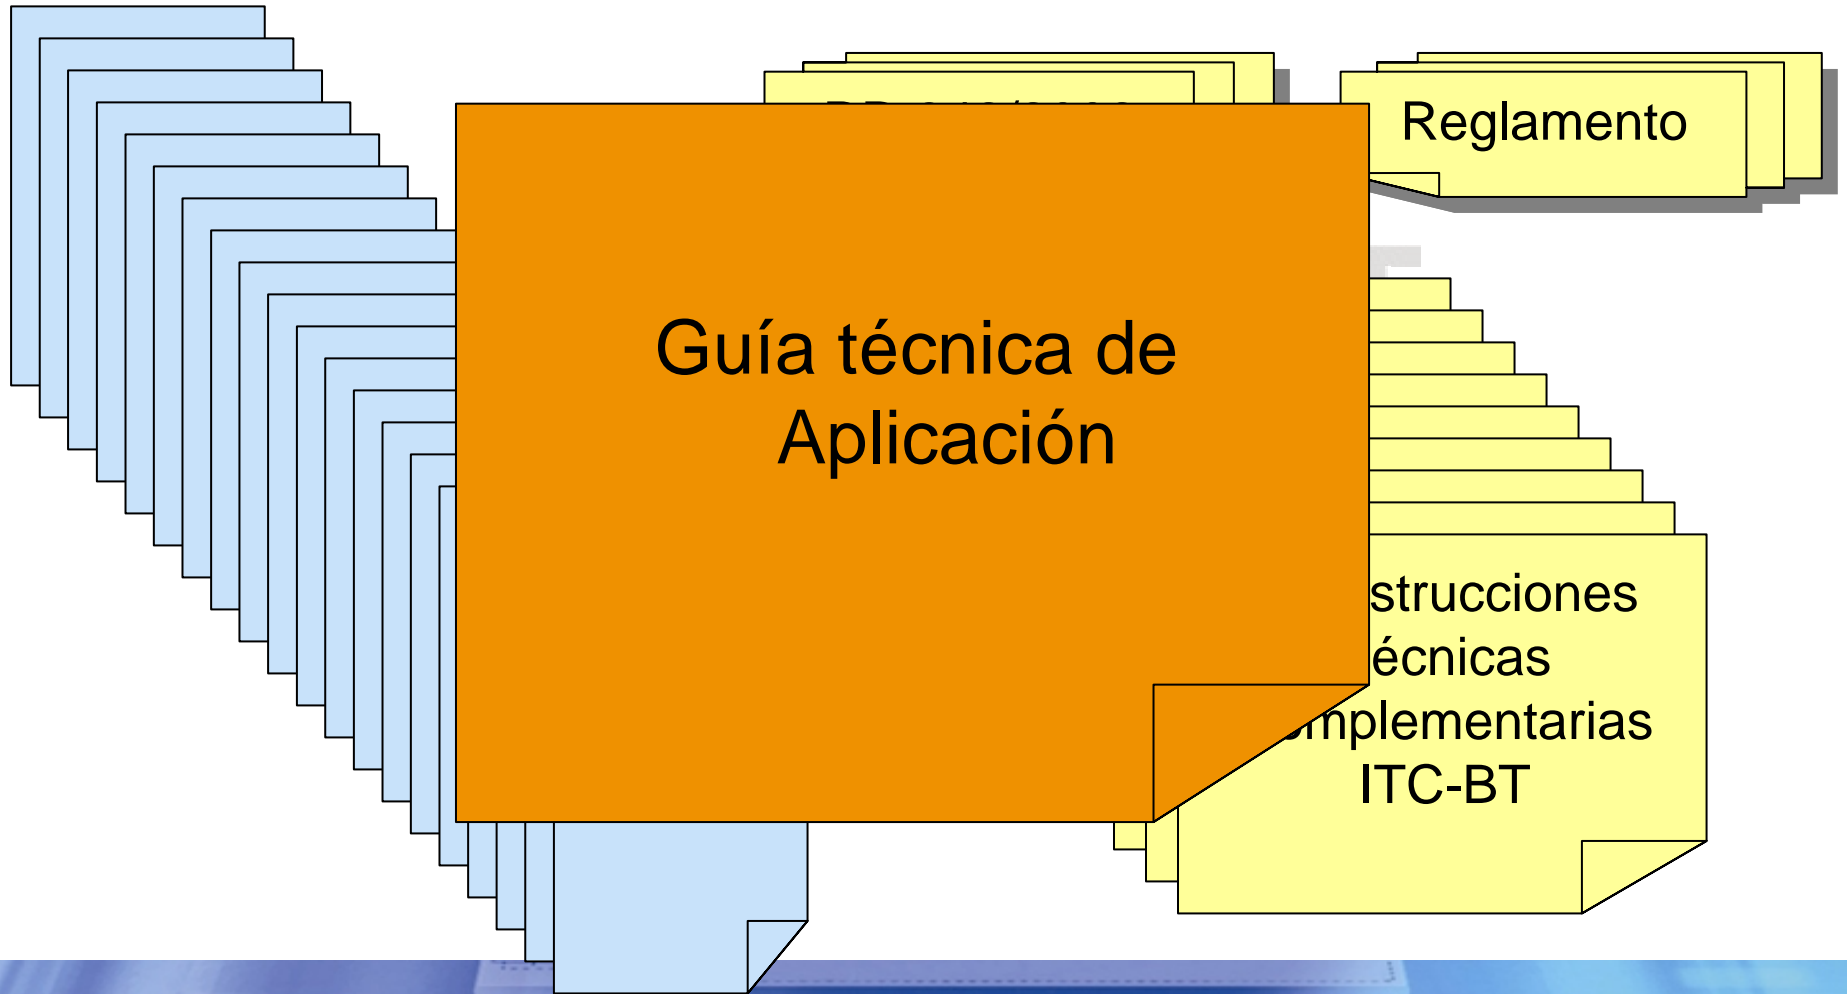 Reglamento
Guía técnica de
Aplicación
strucciones
écnicas
mplementarias
ITC-BT